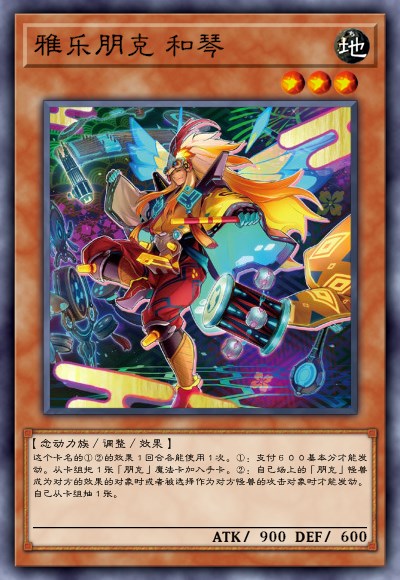 雅乐朋克 和琴
地
【念动力族／调整／效果】
这个卡名的①②的效果1回合各能使用1次。①：支付600基本分才能发
动。从卡组把1张「朋克」魔法卡加入手卡。②：自己场上的「朋克」怪兽
成为对方的效果的对象时或者被选择作为对方怪兽的攻击对象时才能发动。
自己从卡组抽1张。
ATK/ 900 DEF/ 600